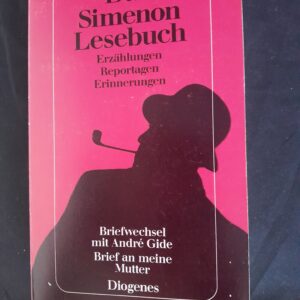 Simenon
Lesebuch
Erzählungen
Reportagen
Erinnerungen
Briefwechsel
mit André Gide
Brief an meine
Mutter
Diogenes